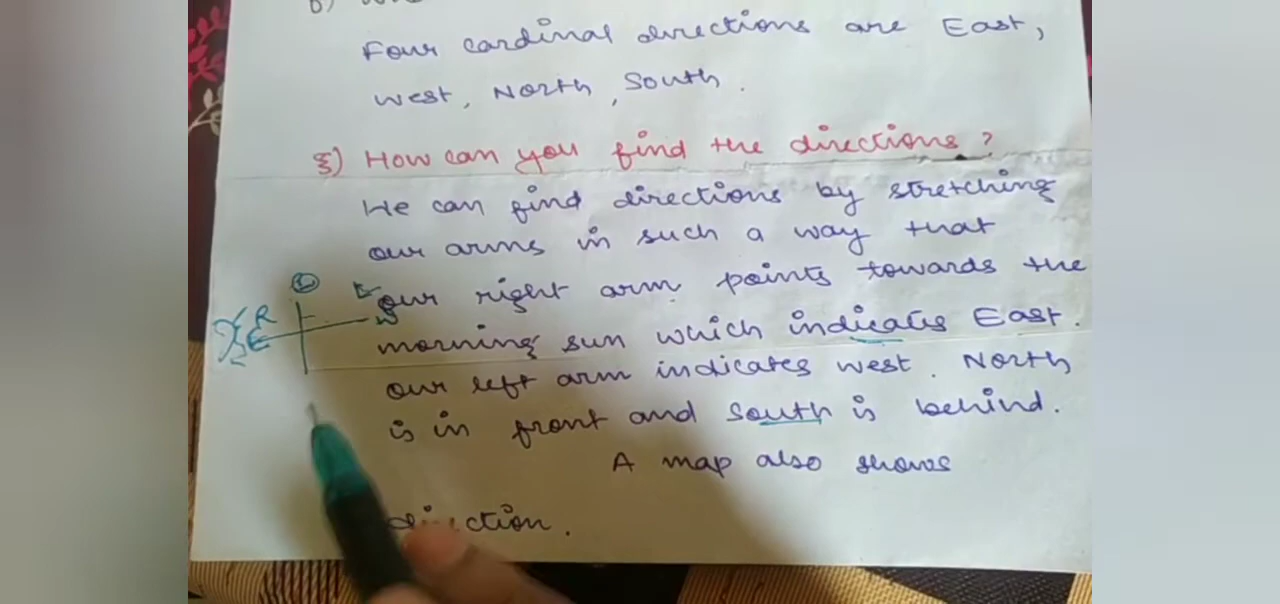 Four cardinal directions are East,
West, North, South.
3) How can you find the directions?
We can find directions by stretching
our arms in such a way that
our right arm points towards the
morning sun which indicates East.
our left arm indicates west. North
is in front and South is behind.
A map also shows
direction.
R
E
L
W